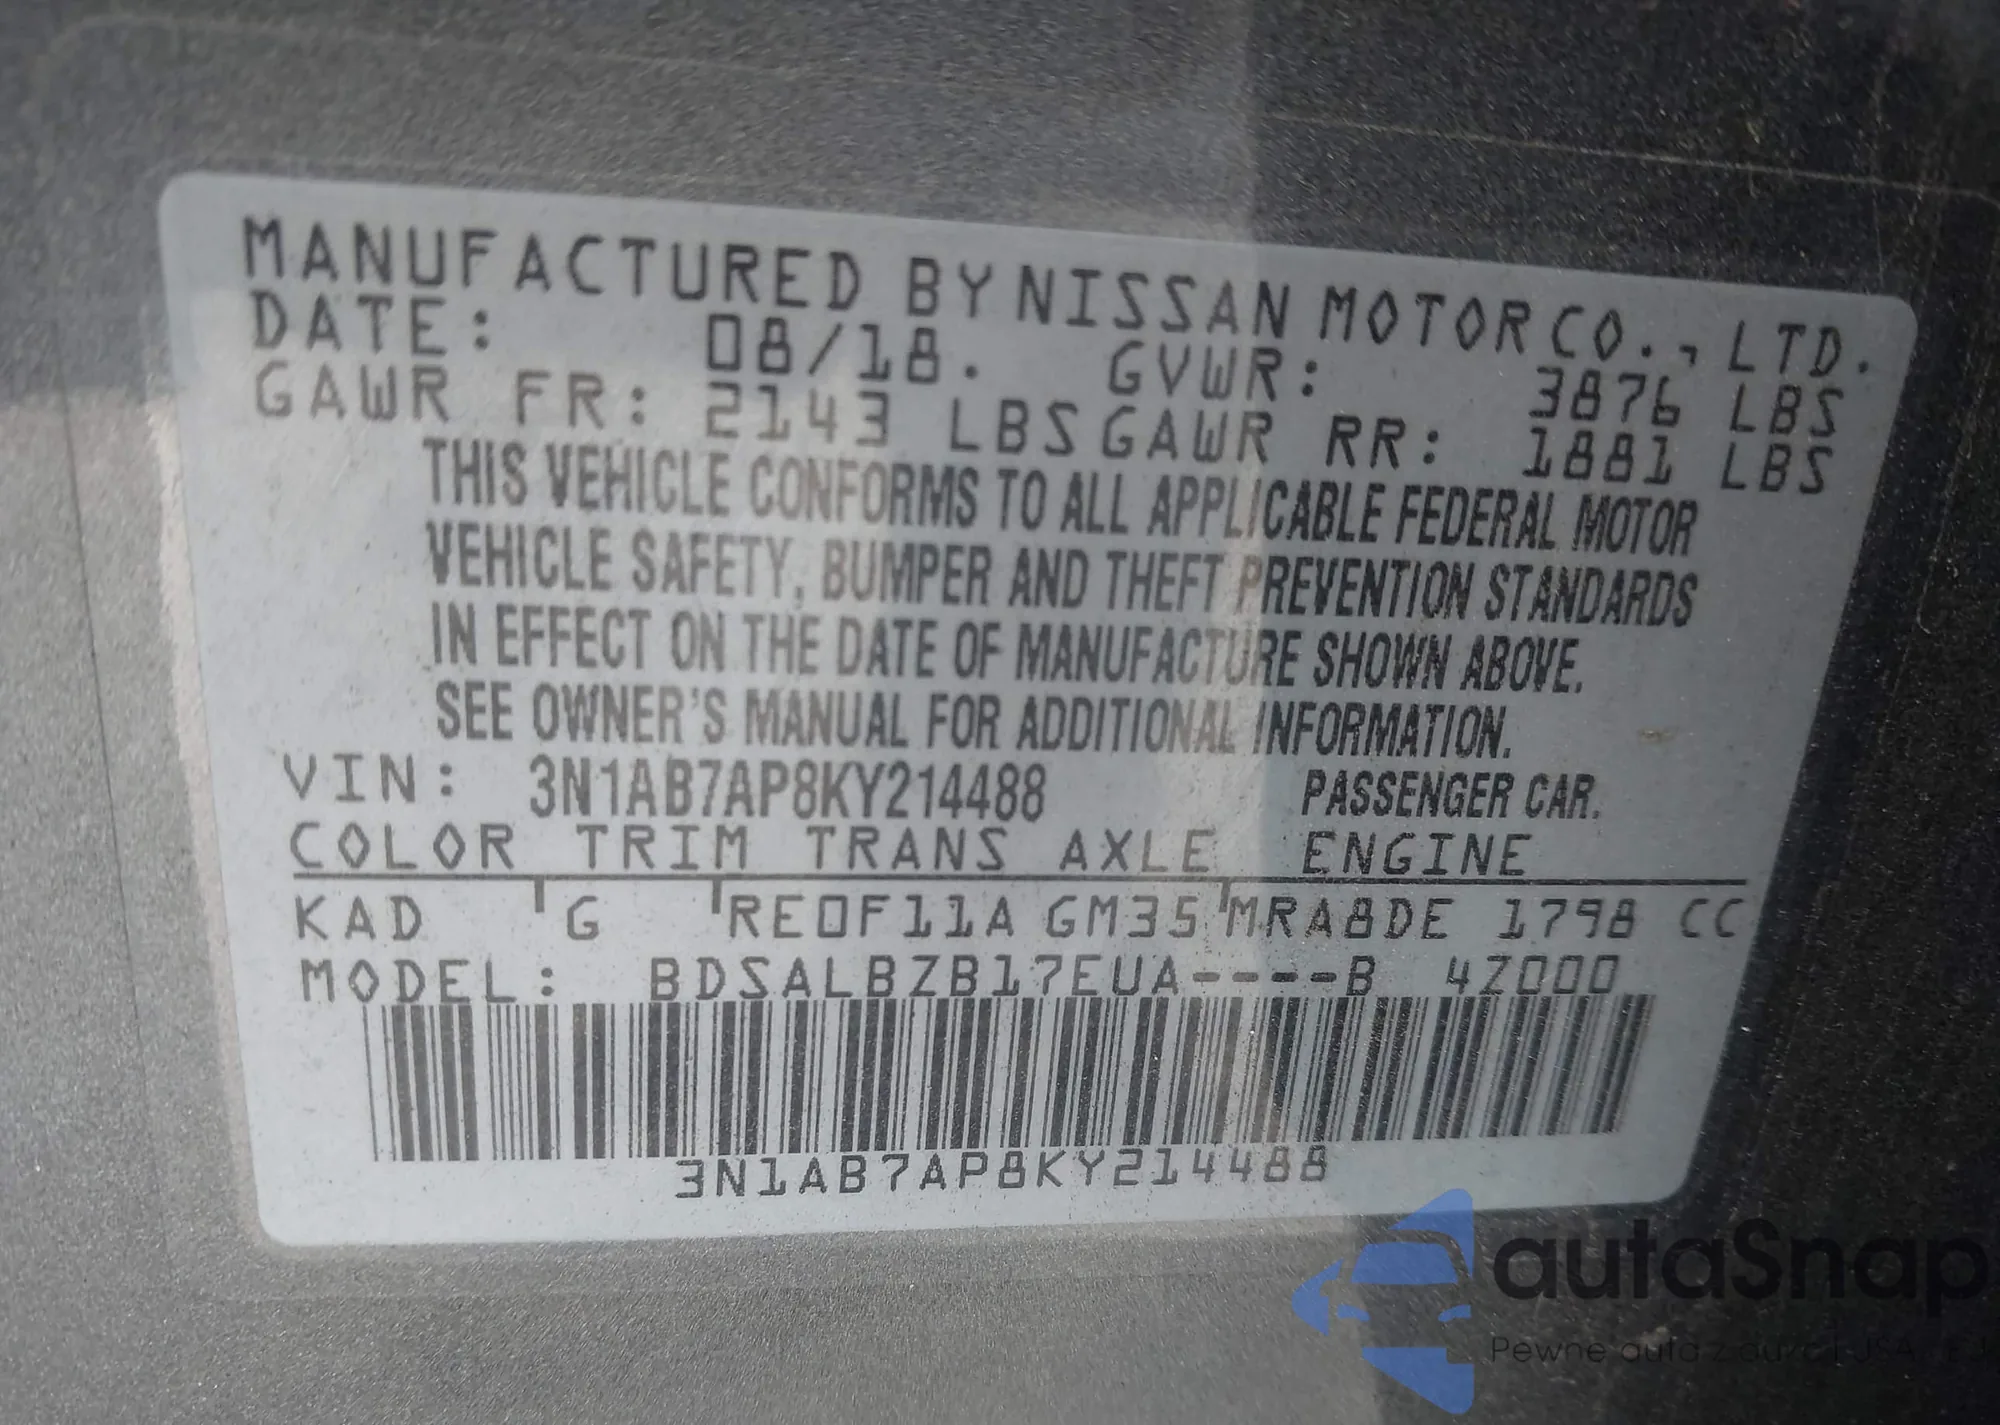 MANUFACTURED BY NISSAN MOTOR CO., LTD.
DATE: 08/18. GVWR: 3876 LBS
GAWR FR: 2143 LBS GAWR RR: 1881 LBS
THIS VEHICLE CONFORMS TO ALL APPLICABLE FEDERAL MOTOR
VEHICLE SAFETY, BUMPER AND THEFT PREVENTION STANDARDS
IN EFFECT ON THE DATE OF MANUFACTURE SHOWN ABOVE.
SEE OWNER'S MANUAL FOR ADDITIONAL INFORMATION.
VIN: 3N1AB7AP8KY214488 PASSENGER CAR.
COLOR TRIM TRANS AXLE ENGINE
KAD G RE0F11A GM35 MRA8DE 1798 CC
MODEL: BDSALBZB17EUA----B 4Z000
3N1AB7AP8KY214488
autaSnap
Pewne auta z